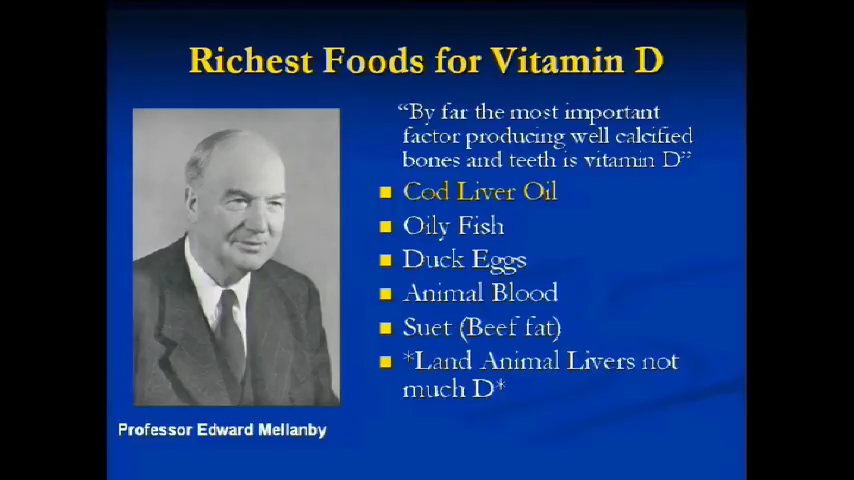 Richest Foods for Vitamin D
“By far the most important
factor producing well calcified
bones and teeth is vitamin D”
Cod Liver Oil
Oily Fish
Duck Eggs
Animal Blood
Suet (Beef fat)
*Land Animal Livers not
much D*
Professor Edward Mellanby